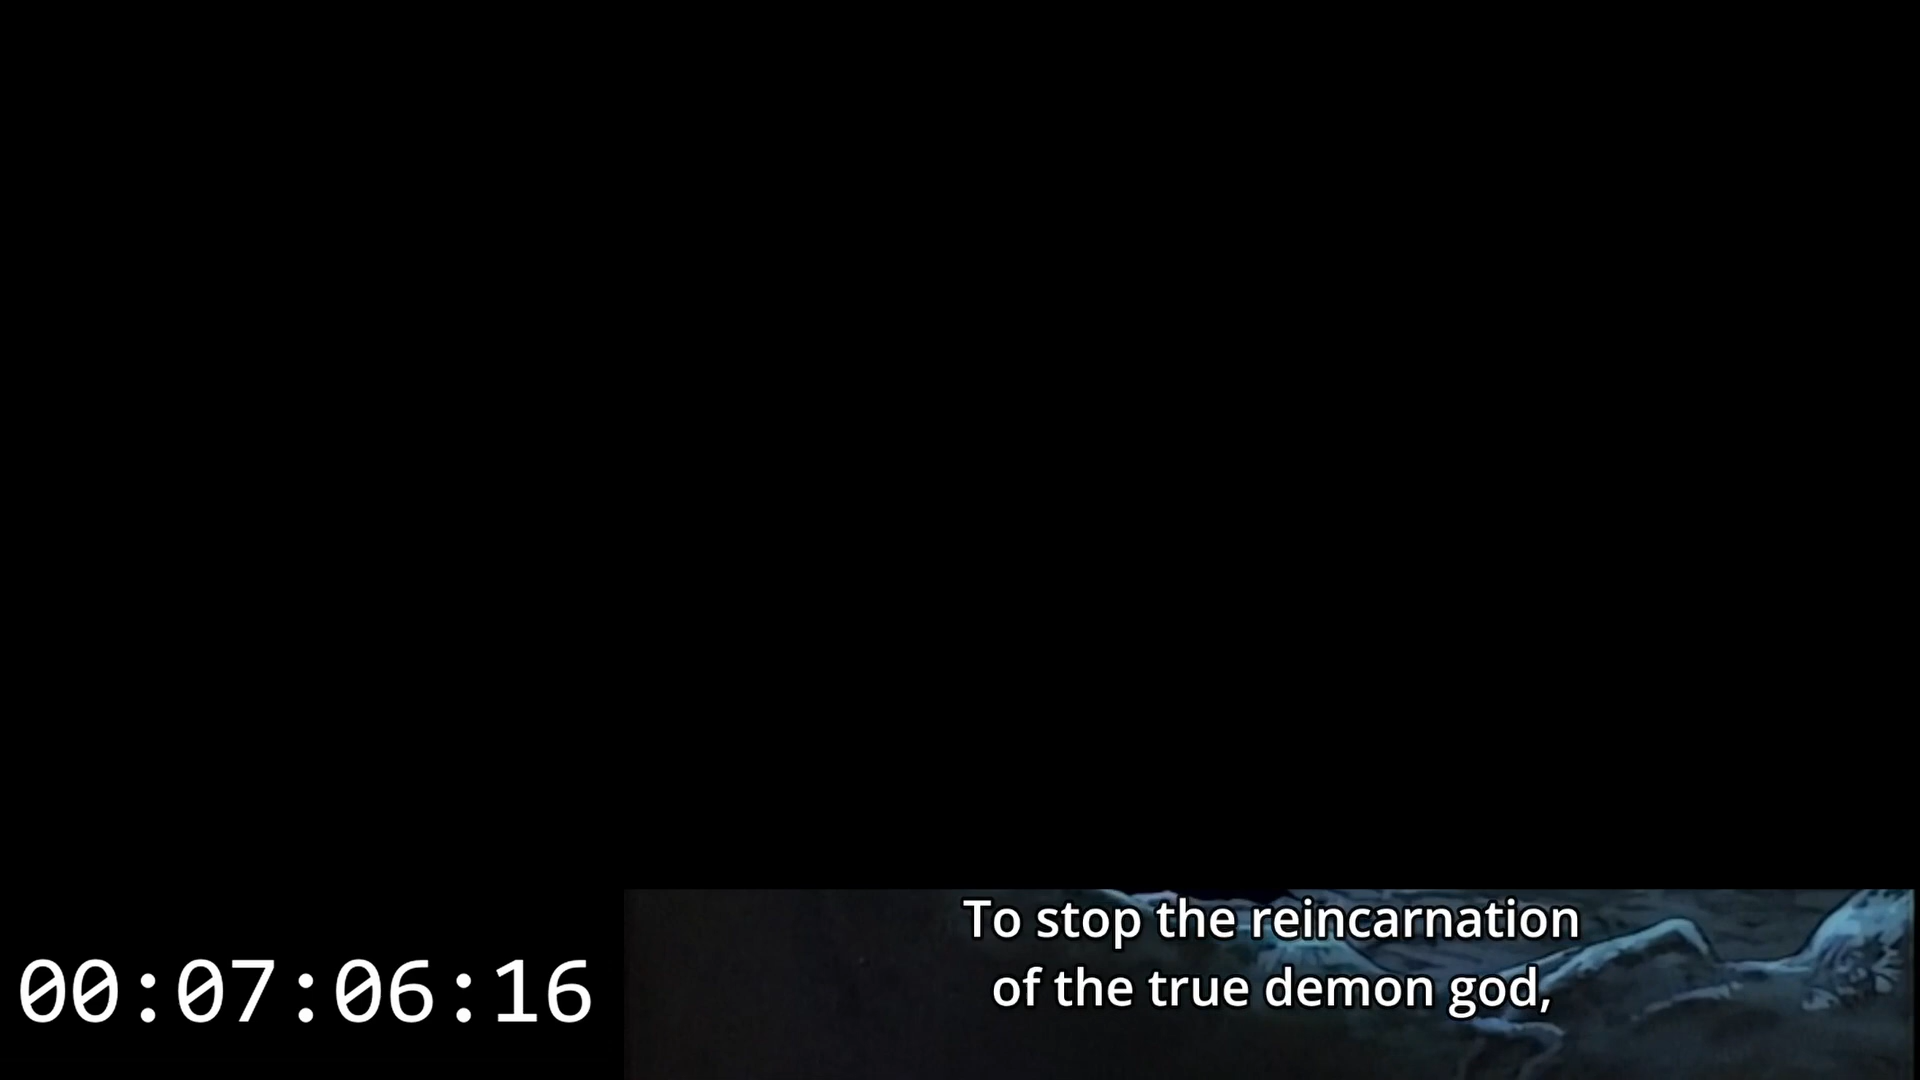 To stop the reincarnation
of the true demon god,
00:07:06:16